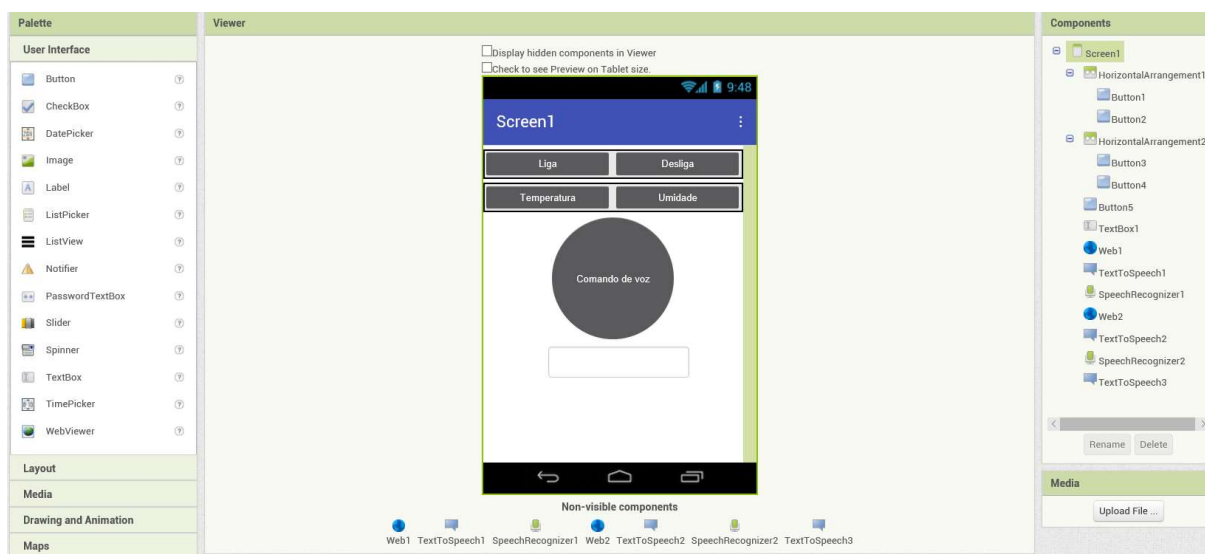 Palette
User Interface
Button
CheckBox
DatePicker
Image
Label
ListPicker
ListView
Notifier
PasswordTextBox
Slider
Spinner
TextBox
TimePicker
WebViewer
Layout
Media
Drawing and Animation
Maps
Viewer
Display hidden components in Viewer
Check to see Preview on Tablet size.
9:48
Screen1
Liga Desliga
Temperatura Umidade
Comando de voz
Non-visible components
Web1 TextToSpeech1 SpeechRecognizer1 Web2 TextToSpeech2 SpeechRecognizer2 TextToSpeech3
Components
Screen1
HorizontalArrangement1
Button1
Button2
HorizontalArrangement2
Button3
Button4
Button5
TextBox1
Web1
TextToSpeech1
SpeechRecognizer1
Web2
TextToSpeech2
SpeechRecognizer2
TextToSpeech3
Rename Delete
Media
Upload File ...